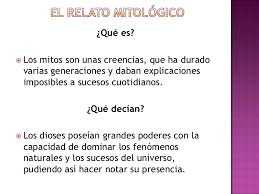 EL RELATO MITOLÓGICO
¿Qué es?
Los mitos son unas creencias, que ha durado
varias generaciones y daban explicaciones
imposibles a sucesos cuotidianos.
¿Qué decían?
Los dioses poseían grandes poderes con la
capacidad de dominar los fenómenos
naturales y los sucesos del universo,
pudiendo así hacer notar su presencia.